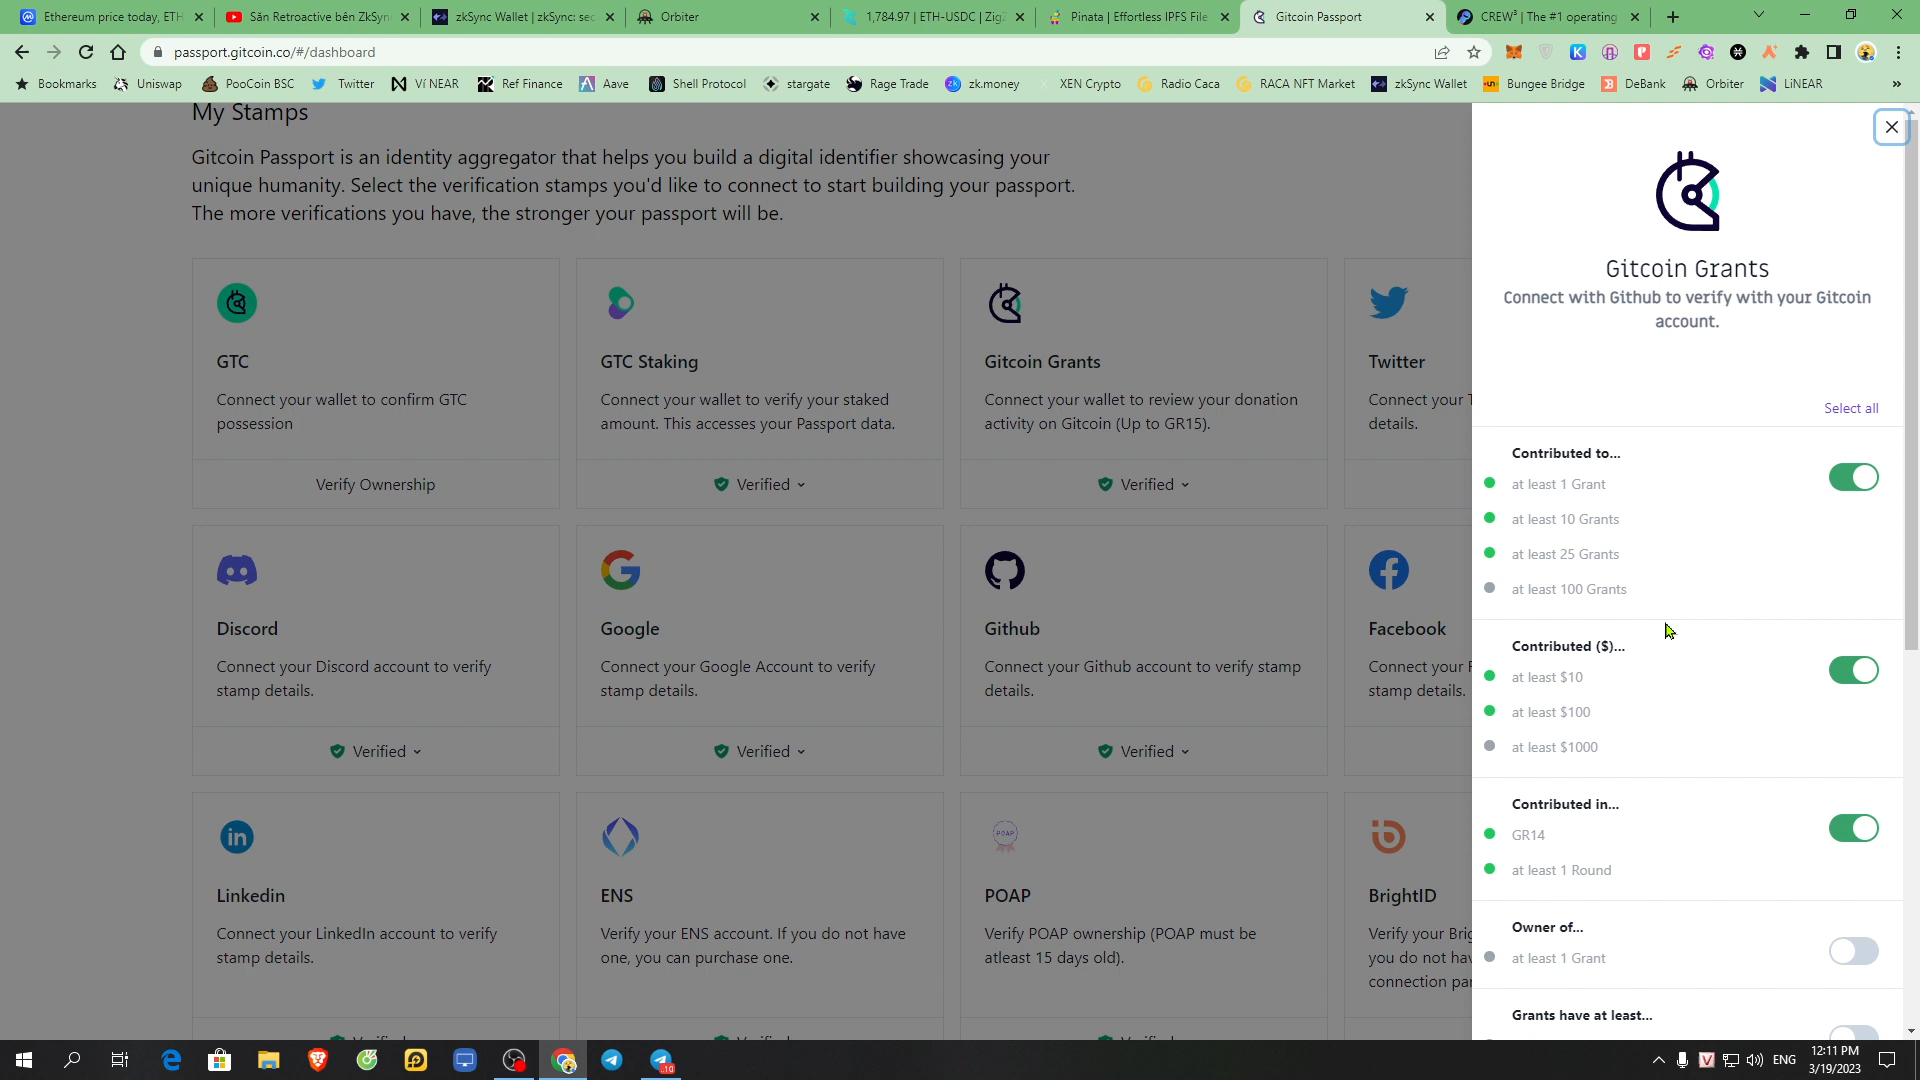 Ethereum price today, ETH
Săn Retroactive bên ZkSyn
zkSync Wallet | zkSync: sec
Orbiter
1,784.97 | ETH-USDC | Zig
Pinata | Effortless IPFS File
Gitcoin Passport
CREW³ | The #1 operating
passport.gitcoin.co/#/dashboard
Bookmarks
Uniswap
PooCoin BSC
Twitter
Ví NEAR
Ref Finance
Aave
Shell Protocol
stargate
Rage Trade
zk.money
XEN Crypto
Radio Caca
RACA NFT Market
zkSync Wallet
Bungee Bridge
DeBank
Orbiter
LiNEAR
»
My Stamps
Gitcoin Passport is an identity aggregator that helps you build a digital identifier showcasing your
unique humanity. Select the verification stamps you'd like to connect to start building your passport.
The more verifications you have, the stronger your passport will be.
GTC
Connect your wallet to confirm GTC
possession
Verify Ownership
GTC Staking
Connect your wallet to verify your staked
amount. This accesses your Passport data.
Verified
Gitcoin Grants
Connect your wallet to review your donation
activity on Gitcoin (Up to GR15).
Verified
Twitter
Connect your T
details.
Discord
Connect your Discord account to verify
stamp details.
Verified
Google
Connect your Google Account to verify
stamp details.
Verified
Github
Connect your Github account to verify stamp
details.
Verified
Facebook
Connect your F
stamp details.
Linkedin
Connect your LinkedIn account to verify
stamp details.
Verified
ENS
Verify your ENS account. If you do not have
one, you can purchase one.
Verified
POAP
POAP
Verify POAP ownership (POAP must be
atleast 15 days old).
Verified
BrightID
Verify your Brig
you do not hav
connection par
Gitcoin Grants
Connect with Github to verify with your Gitcoin
account.
Select all
Contributed to...
at least 1 Grant
at least 10 Grants
at least 25 Grants
at least 100 Grants
Contributed ($)...
at least $10
at least $100
at least $1000
Contributed in...
GR14
at least 1 Round
Owner of...
at least 1 Grant
Grants have at least...
10
ENG
12:11 PM
3/19/2023